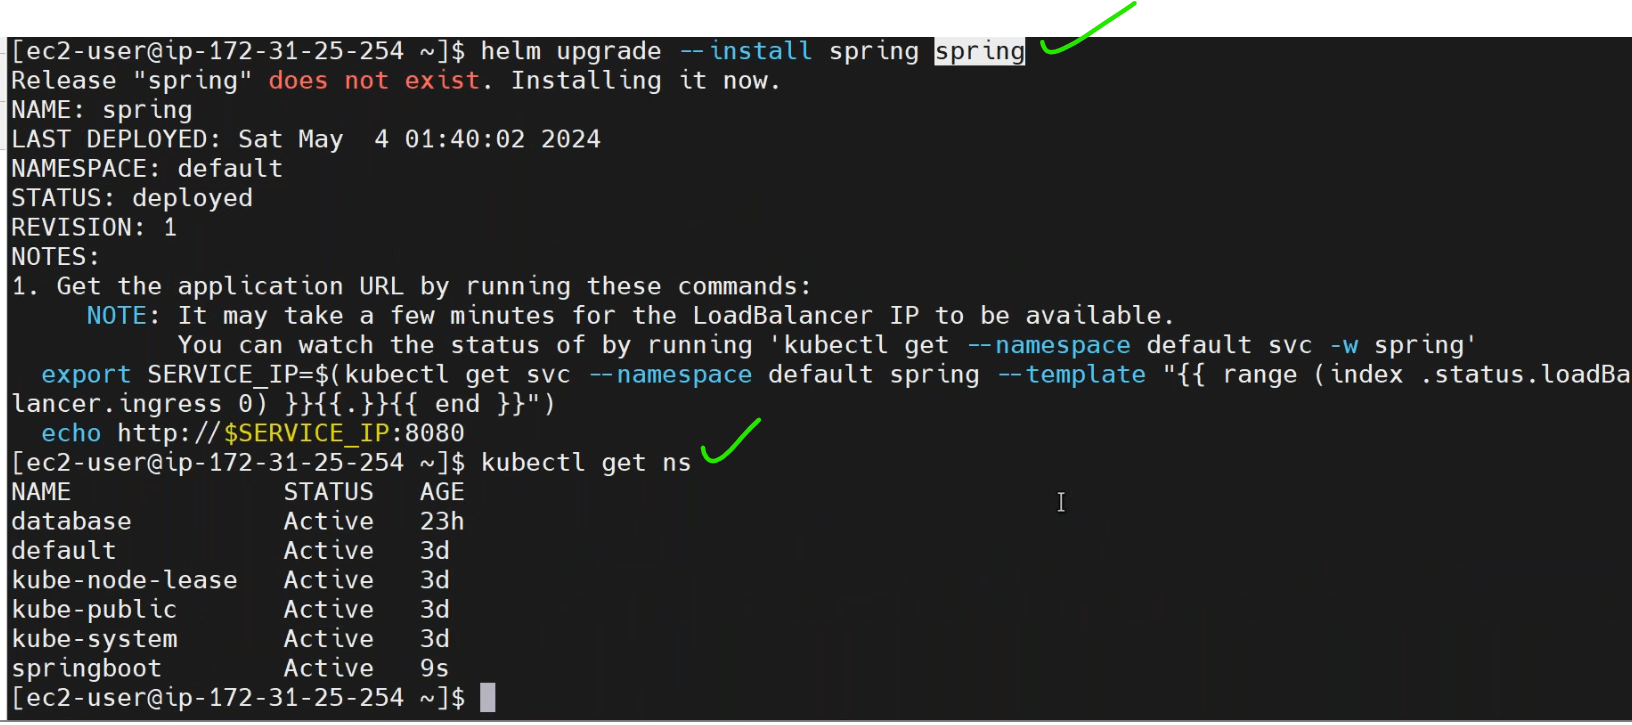 [ec2-user@ip-172-31-25-254 ~]$ helm upgrade --install spring spring
Release "spring" does not exist. Installing it now.
NAME: spring
LAST DEPLOYED: Sat May  4 01:40:02 2024
NAMESPACE: default
STATUS: deployed
REVISION: 1
NOTES:
1. Get the application URL by running these commands:
     NOTE: It may take a few minutes for the LoadBalancer IP to be available.
           You can watch the status of by running 'kubectl get --namespace default svc -w spring'
  export SERVICE_IP=$(kubectl get svc --namespace default spring --template "{{ range (index .status.loadBa
lancer.ingress 0) }}{{.}}{{ end }}")
  echo http://$SERVICE_IP:8080
[ec2-user@ip-172-31-25-254 ~]$ kubectl get ns
NAME              STATUS   AGE
database          Active   23h
default           Active   3d
kube-node-lease   Active   3d
kube-public       Active   3d
kube-system       Active   3d
springboot        Active   9s
[ec2-user@ip-172-31-25-254 ~]$